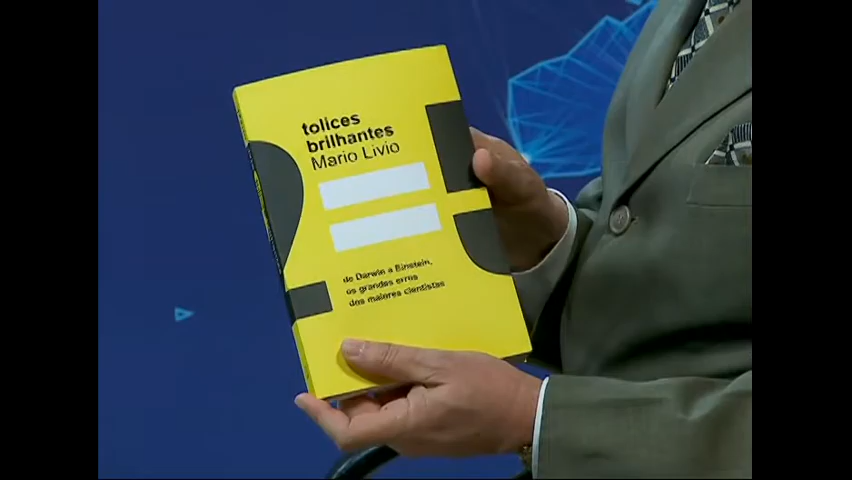 tolices
brilhantes
Mario Livio
de Darwin a Einstein,
os grandes erros
dos maiores cientistas